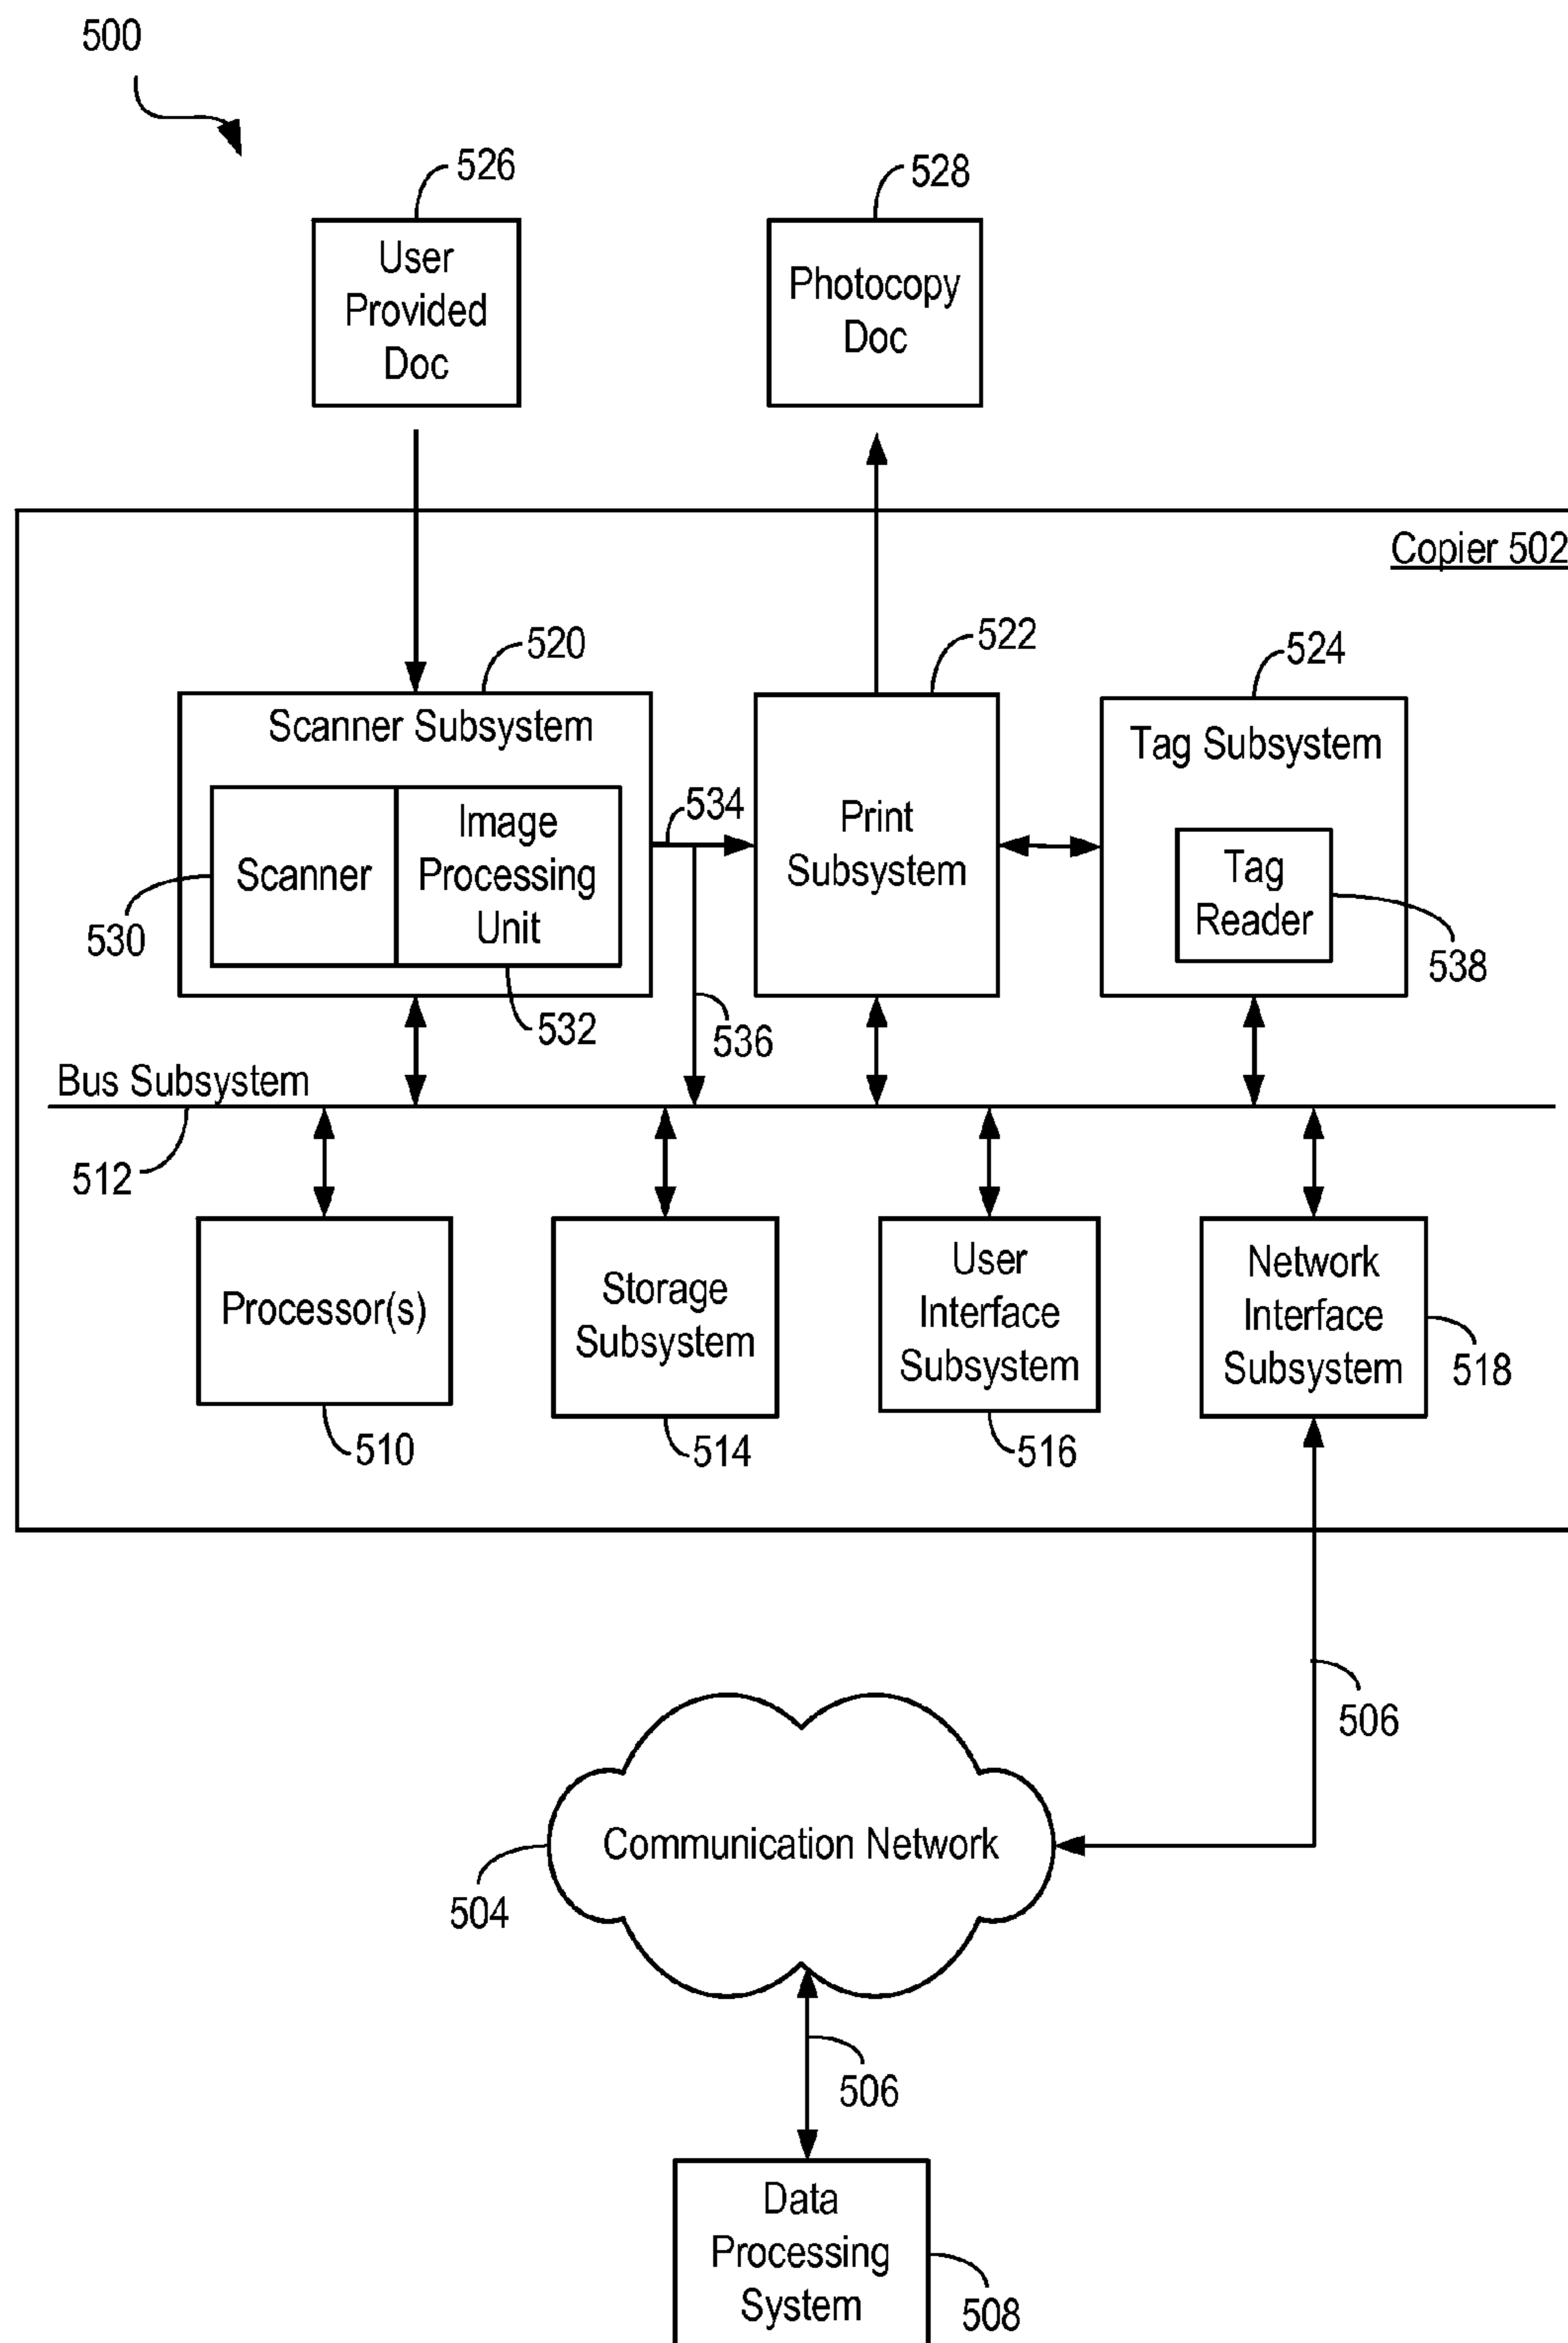 500
526
528
User
Provided
Doc
Photocopy
Doc
Copier 502
520
522
524
Scanner Subsystem
Tag Subsystem
534
Scanner
Image
Processing
Unit
Print
Subsystem
Tag
Reader
530
532
536
538
Bus Subsystem
512
Processor(s)
Storage
Subsystem
User
Interface
Subsystem
Network
Interface
Subsystem
510
514
516
518
506
Communication Network
504
506
Data
Processing
System
508